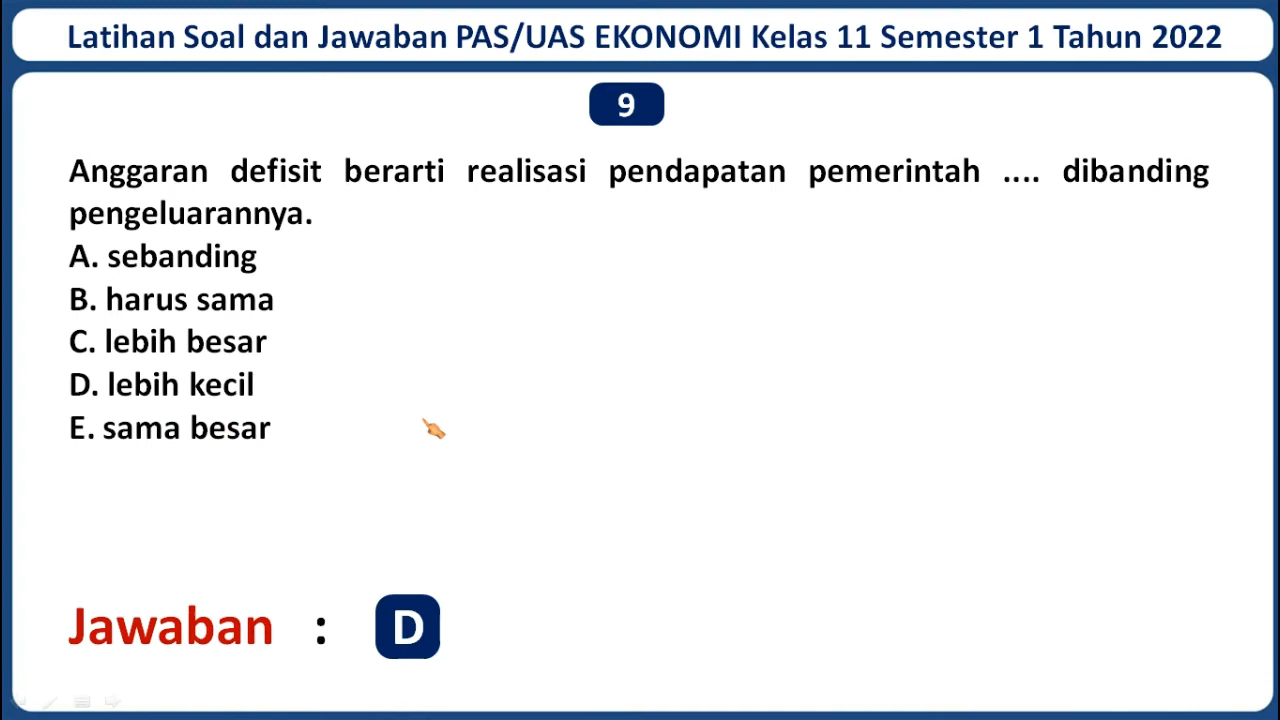 Latihan Soal dan Jawaban PAS/UAS EKONOMI Kelas 11 Semester 1 Tahun 2022
9
Anggaran defisit berarti realisasi pendapatan pemerintah .... dibanding
pengeluarannya.
A. sebanding
B. harus sama
C. lebih besar
D. lebih kecil
E. sama besar
Jawaban : D